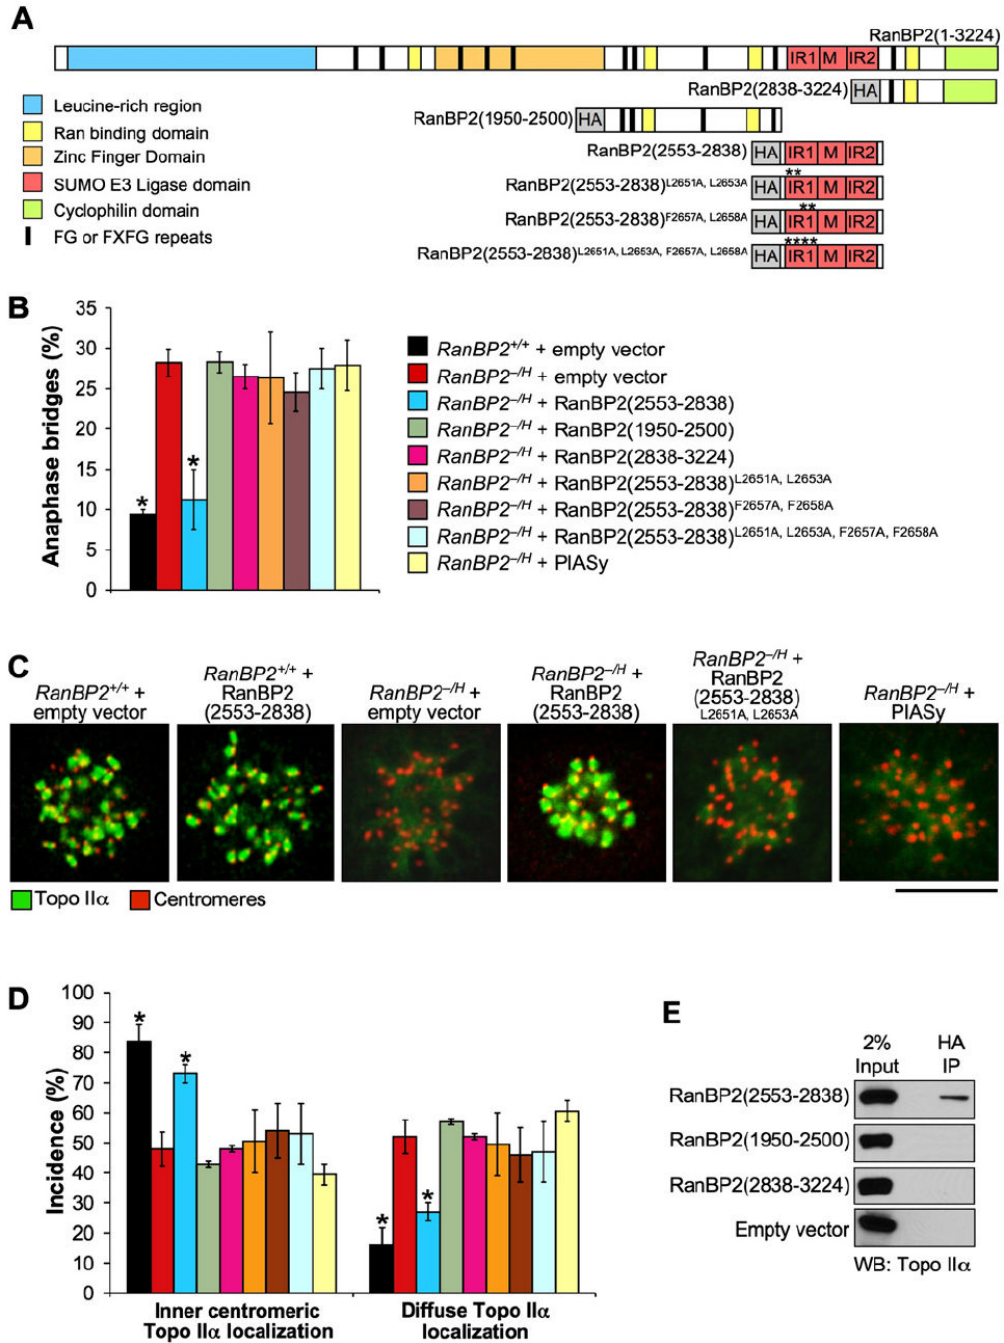 A
RanBP2(1-3224)
IR1 M IR2
RanBP2(2838-3224) HA
Leucine-rich region
RanBP2(1950-2500) HA
Ran binding domain
RanBP2(2553-2838) HA IR1 M IR2
Zinc Finger Domain
**
RanBP2(2553-2838)L2651A, L2653A HA IR1 M IR2
SUMO E3 Ligase domain
**
RanBP2(2553-2838)F2657A, L2658A HA IR1 M IR2
Cyclophilin domain
****
RanBP2(2553-2838)L2651A, L2653A, F2657A, L2658A HA IR1 M IR2
FG or FXFG repeats
B
Anaphase bridges (%)
35
30
25
20
15
10
5
0
*
*
RanBP2+/+ + empty vector
RanBP2–/H + empty vector
RanBP2–/H + RanBP2(2553-2838)
RanBP2–/H + RanBP2(1950-2500)
RanBP2–/H + RanBP2(2838-3224)
RanBP2–/H + RanBP2(2553-2838)L2651A, L2653A
RanBP2–/H + RanBP2(2553-2838)F2657A, F2658A
RanBP2–/H + RanBP2(2553-2838)L2651A, L2653A, F2657A, F2658A
RanBP2–/H + PIASy
C
RanBP2+/+ +
empty vector
RanBP2+/+ +
RanBP2
(2553-2838)
RanBP2–/H +
empty vector
RanBP2–/H +
RanBP2
(2553-2838)
RanBP2–/H +
RanBP2
(2553-2838)
L2651A, L2653A
RanBP2–/H +
PIASy
Topo IIα Centromeres
D
Incidence (%)
100
90
80
70
60
50
40
30
20
10
0
*
*
*
*
Inner centromeric
Topo IIα localization
Diffuse Topo IIα
localization
E
2%
Input
HA
IP
RanBP2(2553-2838)
RanBP2(1950-2500)
RanBP2(2838-3224)
Empty vector
WB: Topo IIα